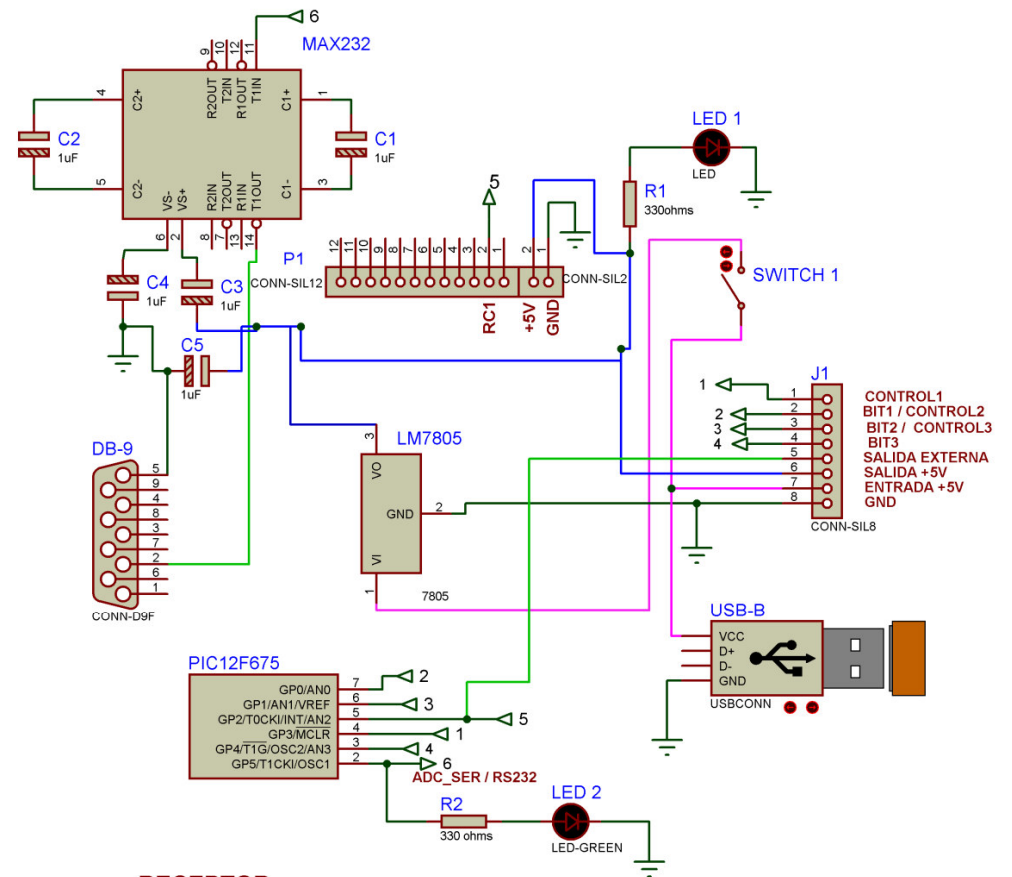 6
MAX232
9 10 12 11
R2OUT T2IN R1OUT T1IN
4 C2+ C1+ 1
C2
1uF
C1
1uF
5 C2- C1- 3
VS- VS+ R2IN T2OUT R1IN T1OUT
6 2 8 7 13 14
C4
1uF
C3
1uF
C5
1uF
LED 1
LED
R1
330ohms
5
12 11 10 9 8 7 6 5 4 3 2 1
2 1
P1
CONN-SIL12
CONN-SIL2
RC1
+5V
GND
SWITCH 1
J1
1 1 CONTROL1
2 2 BIT1 / CONTROL2
3 3 BIT2 / CONTROL3
4 4 BIT3
5 SALIDA EXTERNA
6 SALIDA +5V
7 ENTRADA +5V
8 GND
CONN-SIL8
DB-9
5
9
4
8
3
7
2
6
1
CONN-D9F
LM7805
3
VO
GND 2
VI
1
7805
USB-B
VCC
D+
D-
GND
USBCONN
PIC12F675
GP0/AN0 7 2
GP1/AN1/VREF 6 3
GP2/T0CKI/INT/AN2 5 5
GP3/MCLR 4 1
GP4/T1G/OSC2/AN3 3 4
GP5/T1CKI/OSC1 2 6
ADC_SER / RS232
R2
330 ohms
LED 2
LED-GREEN